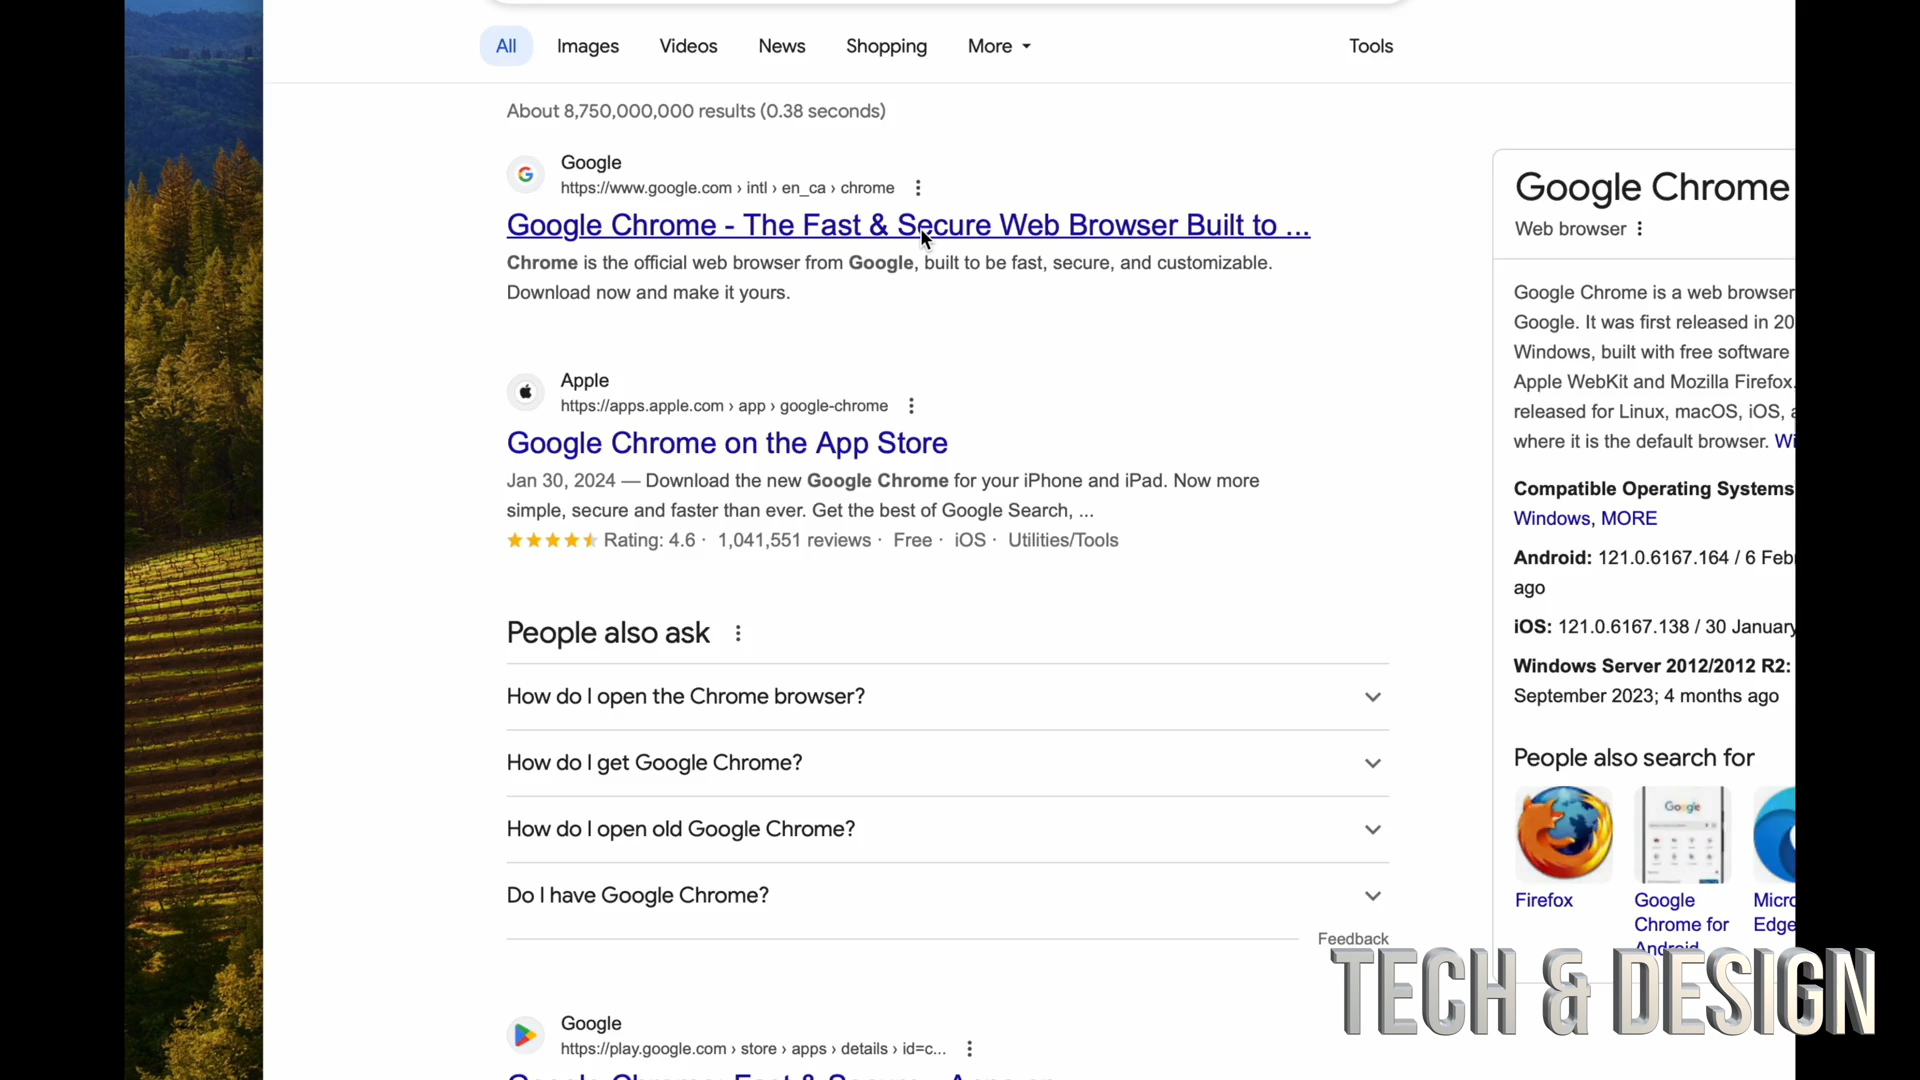 All Images Videos News Shopping More Tools
About 8,750,000,000 results (0.38 seconds)
Google
https://www.google.com › intl › en_ca › chrome
Google Chrome - The Fast & Secure Web Browser Built to ...
Chrome is the official web browser from Google, built to be fast, secure, and customizable.
Download now and make it yours.
Apple
https://apps.apple.com › app › google-chrome
Google Chrome on the App Store
Jan 30, 2024 — Download the new Google Chrome for your iPhone and iPad. Now more
simple, secure and faster than ever. Get the best of Google Search, ...
Rating: 4.6 · 1,041,551 reviews · Free · iOS · Utilities/Tools
People also ask
How do I open the Chrome browser?
How do I get Google Chrome?
How do I open old Google Chrome?
Do I have Google Chrome?
Feedback
Google
https://play.google.com › store › apps › details › id=c...
Google Chrome: Fast & Secure - Apps on
Google Chrome
Web browser
Google Chrome is a web browser
Google. It was first released in 20
Windows, built with free software
Apple WebKit and Mozilla Firefox.
released for Linux, macOS, iOS,
where it is the default browser. Wi
Compatible Operating Systems
Windows, MORE
Android: 121.0.6167.164 / 6 Feb
ago
iOS: 121.0.6167.138 / 30 January
Windows Server 2012/2012 R2:
September 2023; 4 months ago
People also search for
Google
Firefox
Google
Chrome for
Android
Micro
Edge
TECH & DESIGN